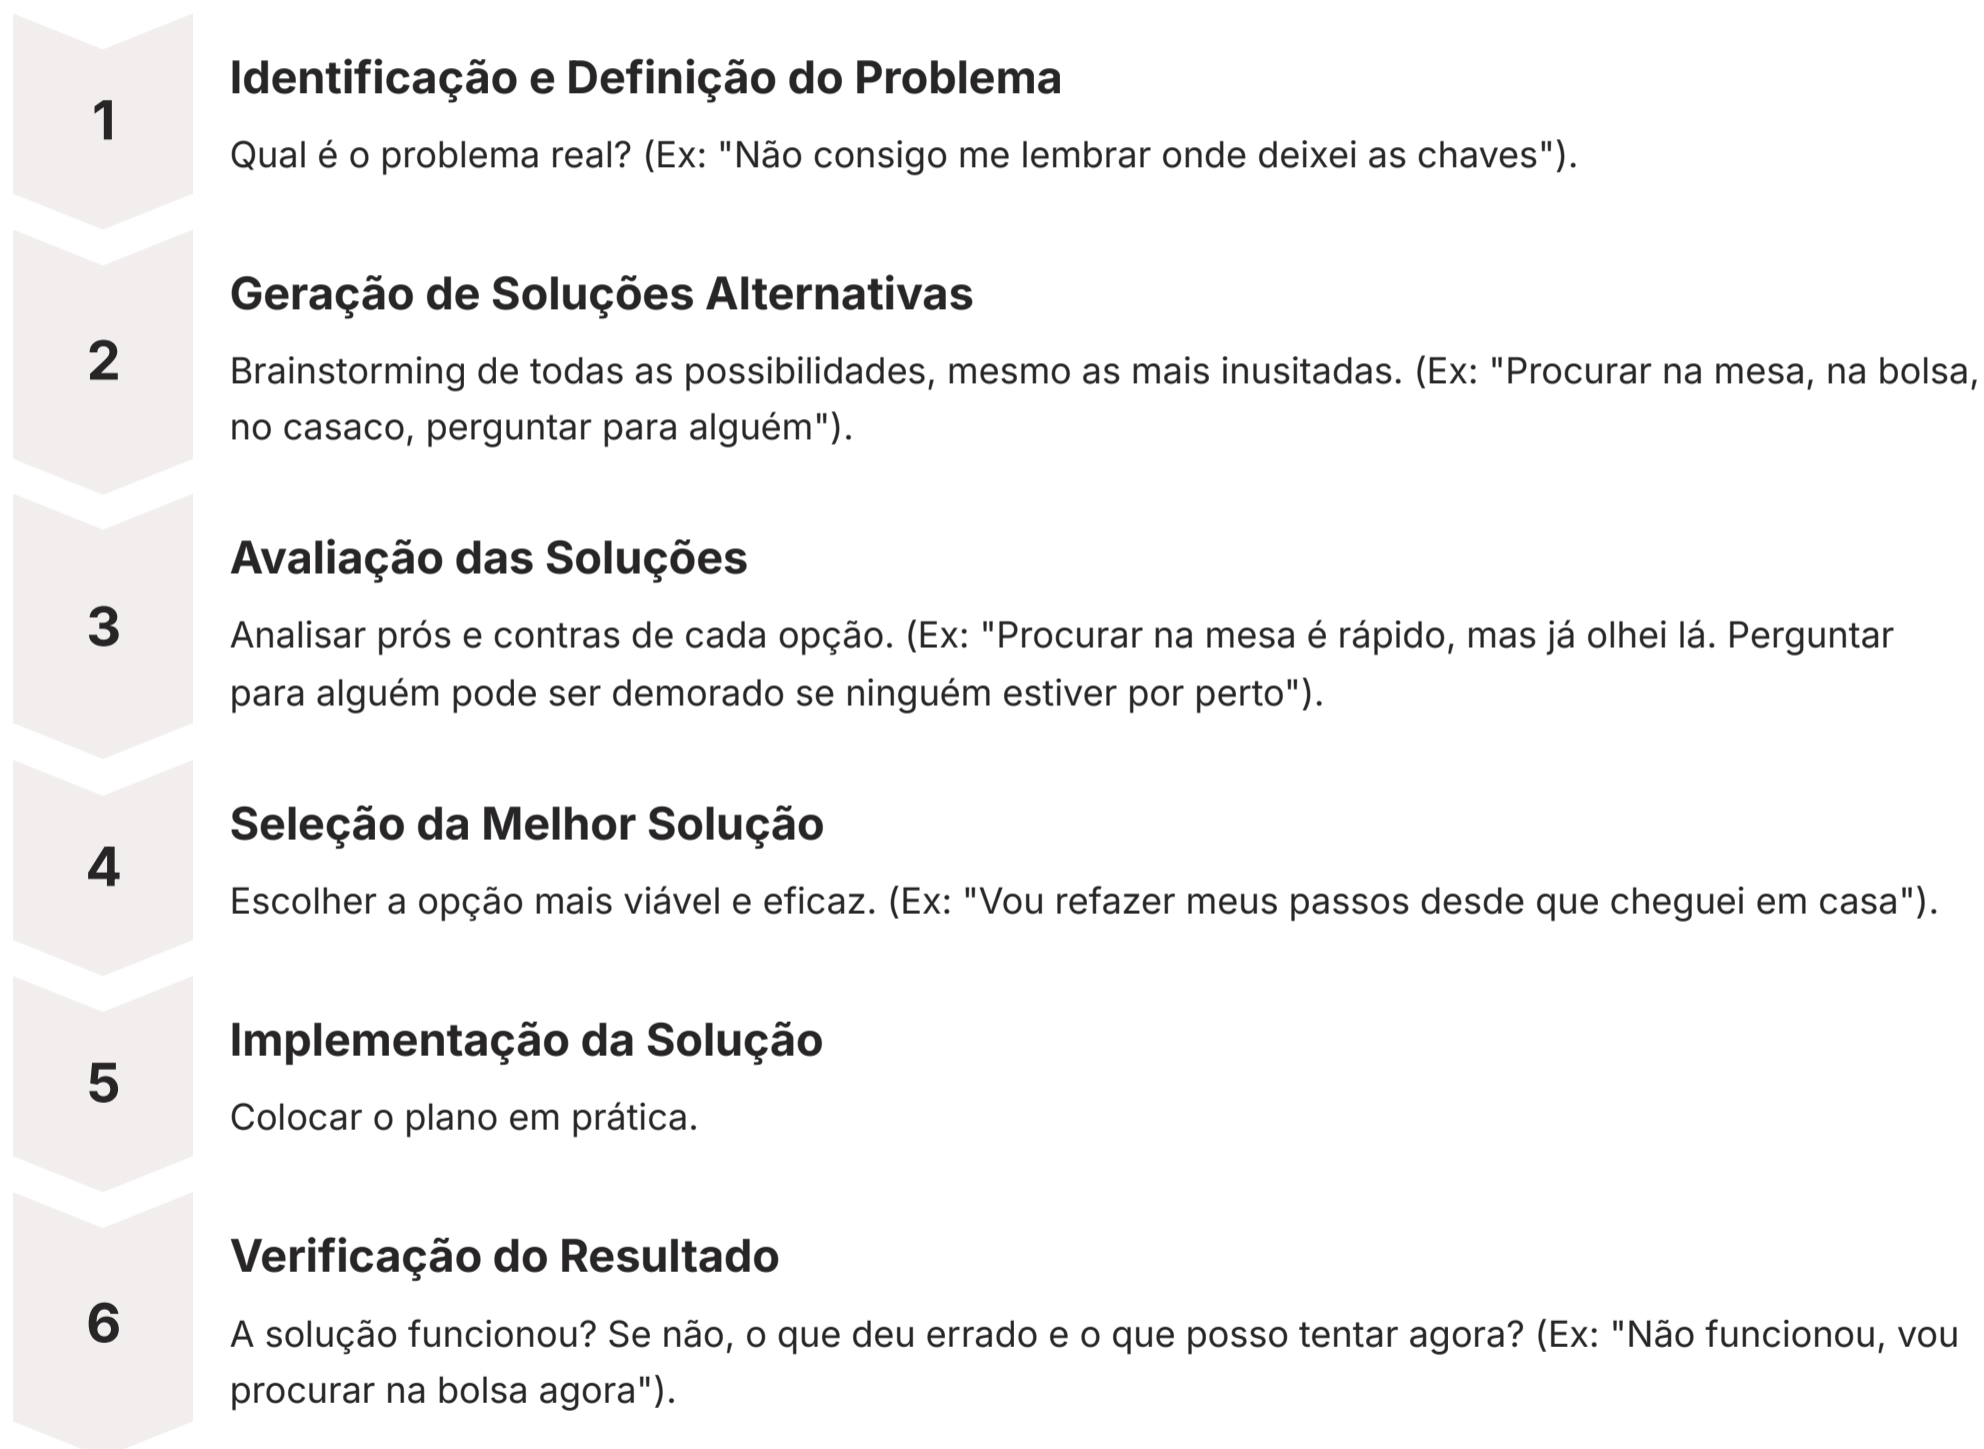 1
Identificação e Definição do Problema
Qual é o problema real? (Ex: "Não consigo me lembrar onde deixei as chaves").
2
Geração de Soluções Alternativas
Brainstorming de todas as possibilidades, mesmo as mais inusitadas. (Ex: "Procurar na mesa, na bolsa,
no casaco, perguntar para alguém").
3
Avaliação das Soluções
Analisar prós e contras de cada opção. (Ex: "Procurar na mesa é rápido, mas já olhei lá. Perguntar
para alguém pode ser demorado se ninguém estiver por perto").
4
Seleção da Melhor Solução
Escolher a opção mais viável e eficaz. (Ex: "Vou refazer meus passos desde que cheguei em casa").
5
Implementação da Solução
Colocar o plano em prática.
6
Verificação do Resultado
A solução funcionou? Se não, o que deu errado e o que posso tentar agora? (Ex: "Não funcionou, vou
procurar na bolsa agora").